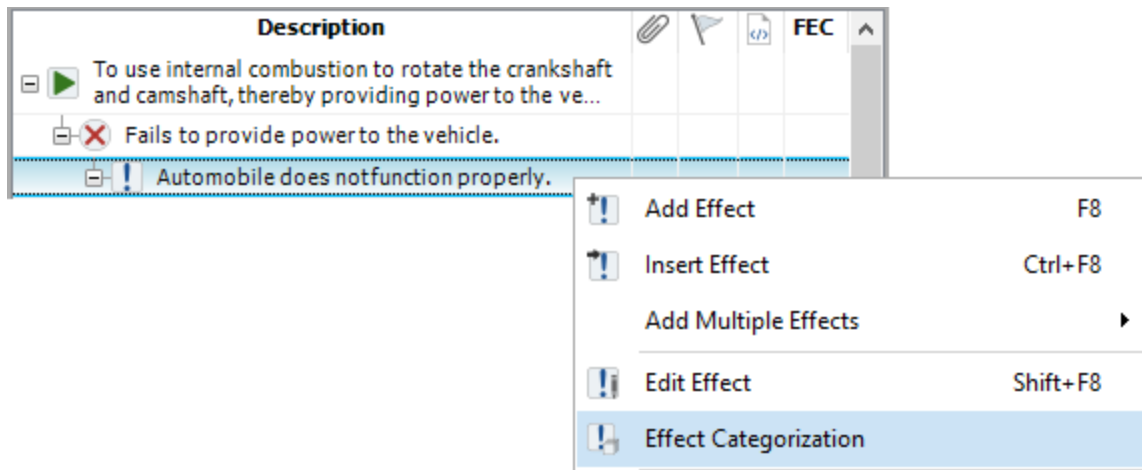 Description </> FEC
To use internal combustion to rotate the crankshaft
and camshaft, thereby providing power to the ve...
Fails to provide power to the vehicle.
Automobile does not function properly.
Add Effect F8
Insert Effect Ctrl+F8
Add Multiple Effects
Edit Effect Shift+F8
Effect Categorization